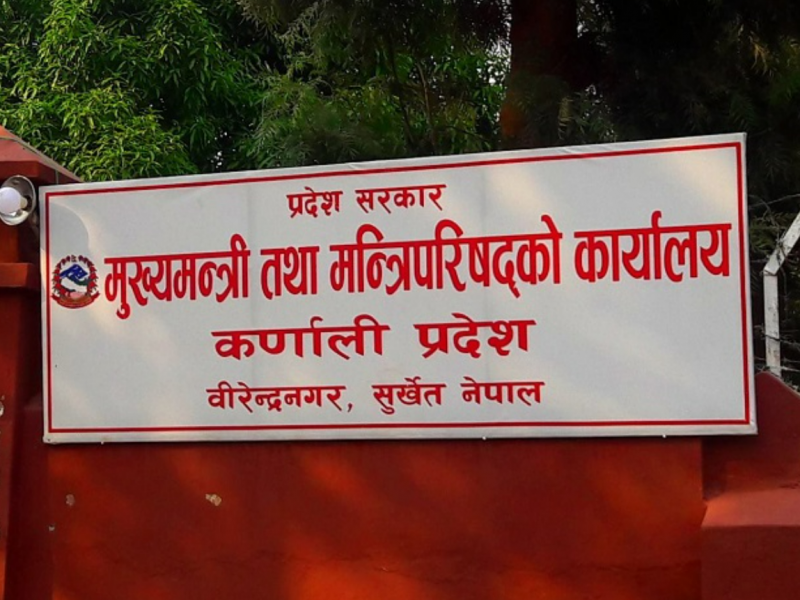 प्रदेश सरकार
मुख्यमन्त्री तथा मन्त्रिपरिषद्को कार्यालय
कर्णाली प्रदेश
वीरेन्द्रनगर, सुर्खेत नेपाल